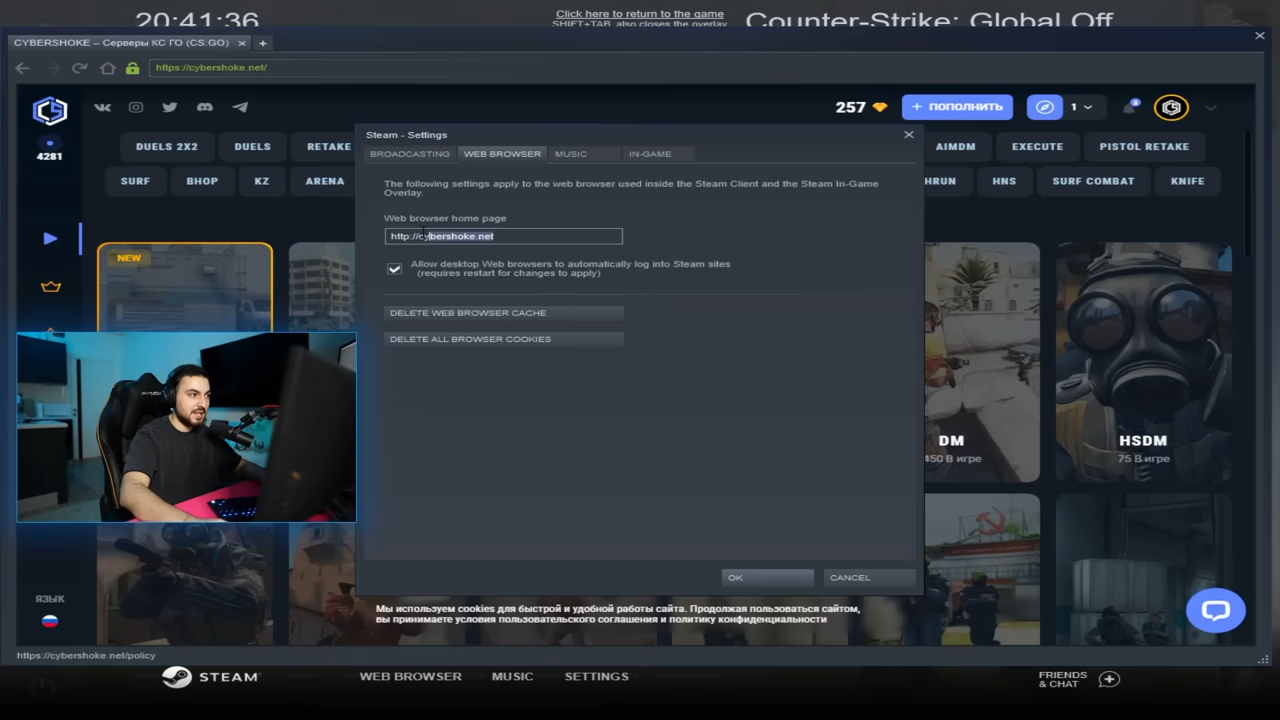 20:41:36
Click here to return to the game
SHIFT+TAB also closes the overlay
Counter-Strike: Global Off
CYBERSHOKE – Серверы КС ГО (CS:GO)
https://cybershoke.net/
257
ПОПОЛНИТЬ
1
3
4281
DUELS 2X2
DUELS
RETAKE
AIMDM
EXECUTE
PISTOL RETAKE
SURF
BHOP
KZ
ARENA
HRUN
HNS
SURF COMBAT
KNIFE
Steam - Settings
BROADCASTING
WEB BROWSER
MUSIC
IN-GAME
The following settings apply to the web browser used inside the Steam Client and the Steam In-Game
Overlay.
Web browser home page
http://cybershoke.net
Allow desktop Web browsers to automatically log into Steam sites
(requires restart for changes to apply)
DELETE WEB BROWSER CACHE
DELETE ALL BROWSER COOKIES
OK
CANCEL
NEW
DM
450 В игре
HSDM
75 В игре
ЯЗЫК
Мы используем cookies для быстрой и удобной работы сайта. Продолжая пользоваться сайтом,
вы принимаете условия пользовательского соглашения и политику конфиденциальности
https://cybershoke.net/policy
STEAM
WEB BROWSER
MUSIC
SETTINGS
FRIENDS
& CHAT